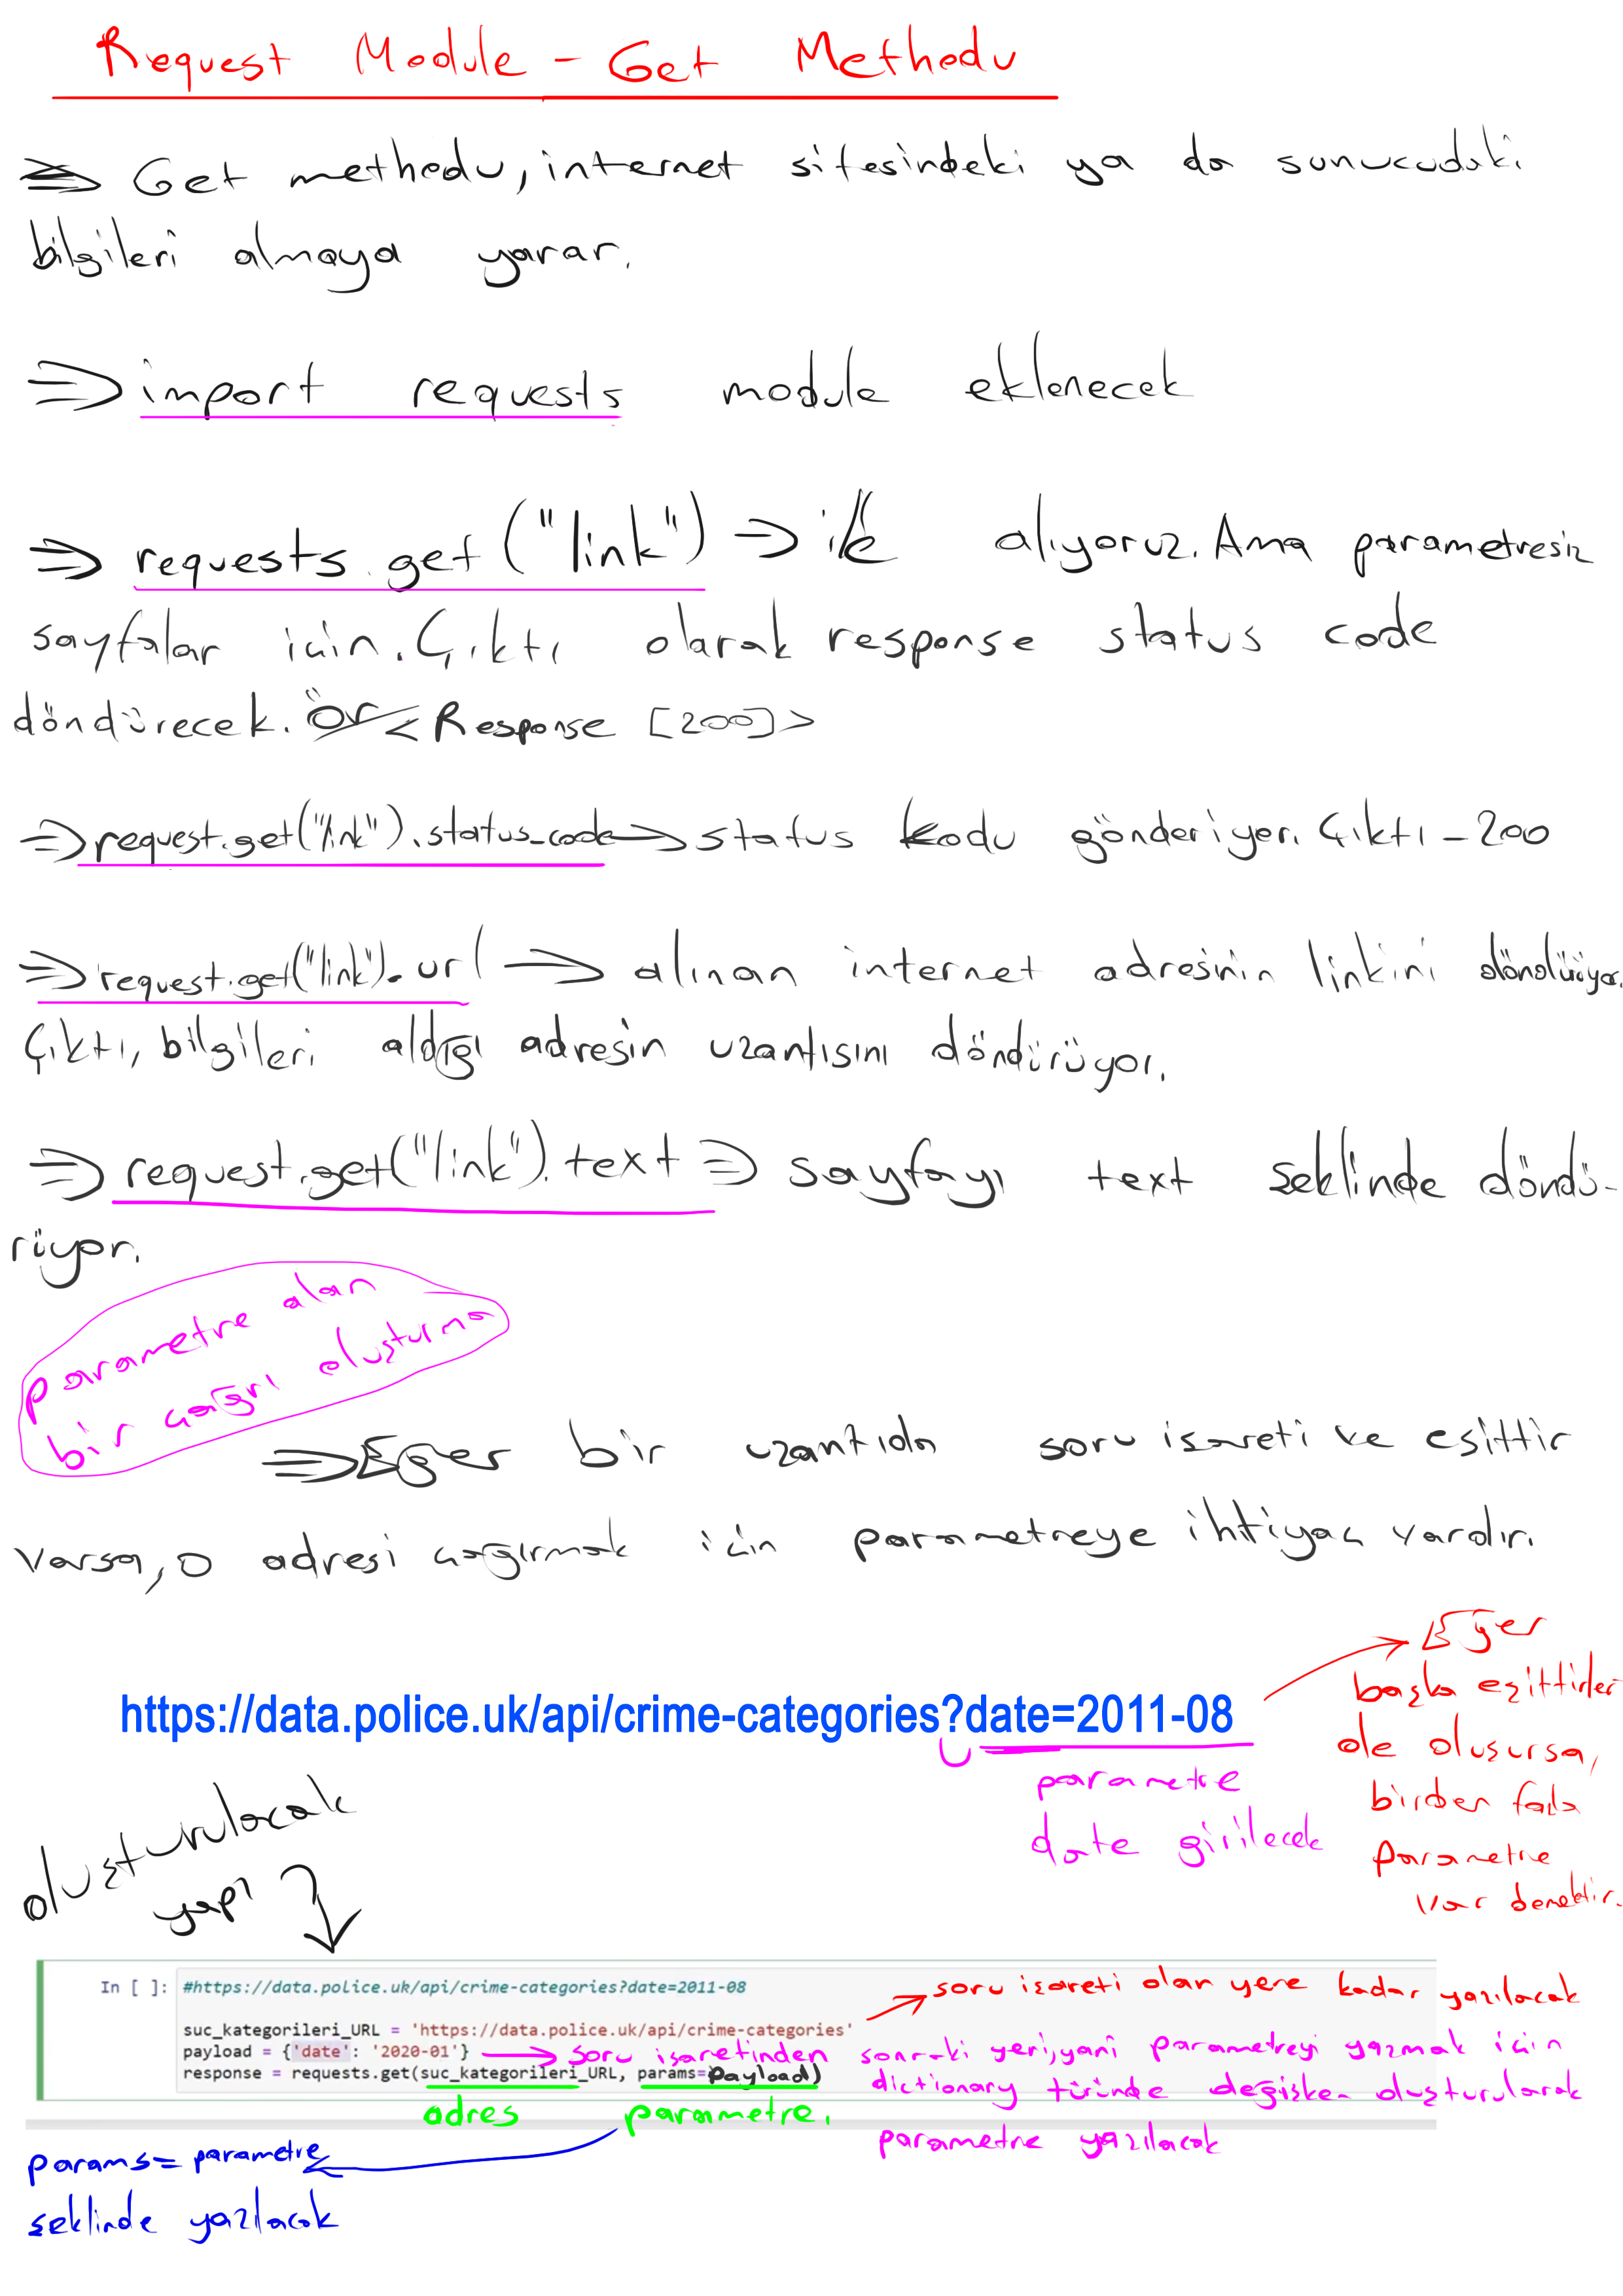 Request Module - Get Methodu
⇒ Get methodu, internet sitesindeki ya da sunucudaki
bilgileri almaya yarar.
⇒ import requests module eklenecek
⇒ requests.get("link") → ile alıyoruz. Ama parametresiz
sayfalar için. Çıktı olarak response status code
döndürecek. Ör <Response [200]>
⇒ request.get("link").status_code → status kodu gönderiyor. Çıktı - 200
⇒ request.get("link").url → alınan internet adresinin linkini döndürüyor.
Çıktı, bilgileri aldığı adresin uzantısını döndürüyor.
⇒ request.get("link").text ⇒ sayfayı text seklinde döndü-
rüyor.
parametre alan
bir çağrı oluşturma
⇒ Eğer bir uzantıda soru isareti ve esittir
varsa, o adresi çağırmak için parametreye ihtiyaç vardır.
https://data.police.uk/api/crime-categories?date=2011-08
parametre
date girilecek
Eğer
başka eşittirler
de oluşursa,
birden fazla
parametre
var demektir.
oluşturulacak
yapı
In [ ]: #https://data.police.uk/api/crime-categories?date=2011-08
suc_kategorileri_URL = 'https://data.police.uk/api/crime-categories'
→ soru işareti olan yere kadar yazılacak
payload = {'date': '2020-01'}
→ soru işaretinden sonraki yeri, yani parametreyi yazmak için
response = requests.get(suc_kategorileri_URL, params=payload)
dictionary türünde değişken oluşturularak
parametre yazılacak
adres
parametre.
params = parametre
şeklinde yazılacak